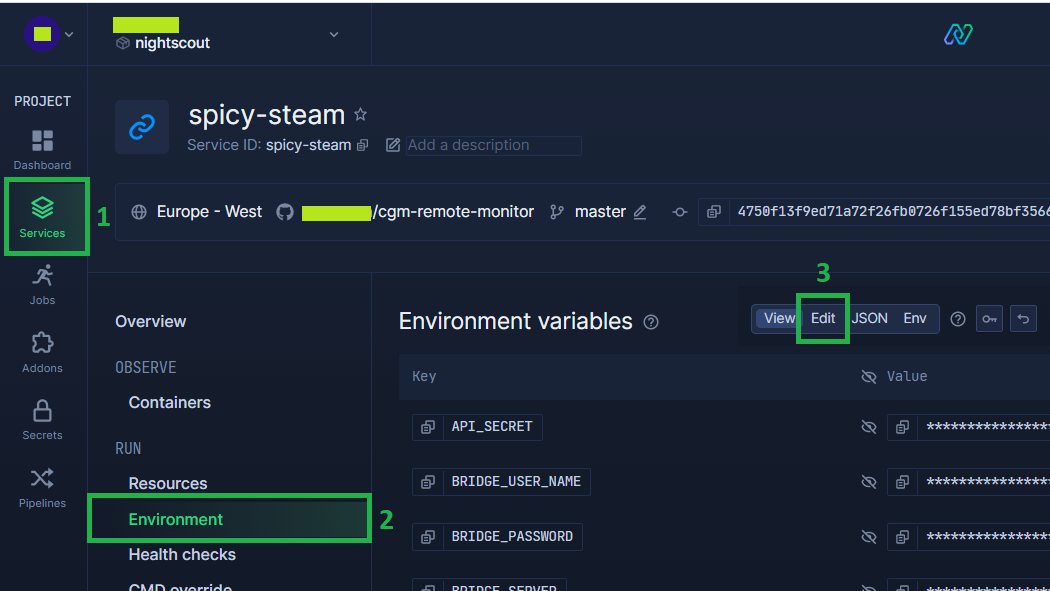 nightscout
PROJECT
spicy-steam
Service ID: spicy-steam
Add a description
Dashboard
Services
1
Europe - West
/cgm-remote-monitor
master
4750f13f9ed71a72f26fb0726f155ed78bf3566
Jobs
Addons
Secrets
Pipelines
Overview
OBSERVE
Containers
RUN
Resources
Environment
2
Health checks
CMD override
3
Environment variables
View
Edit
JSON
Env
Key
Value
API_SECRET
****************
BRIDGE_USER_NAME
****************
BRIDGE_PASSWORD
****************
BRIDGE_SERVER